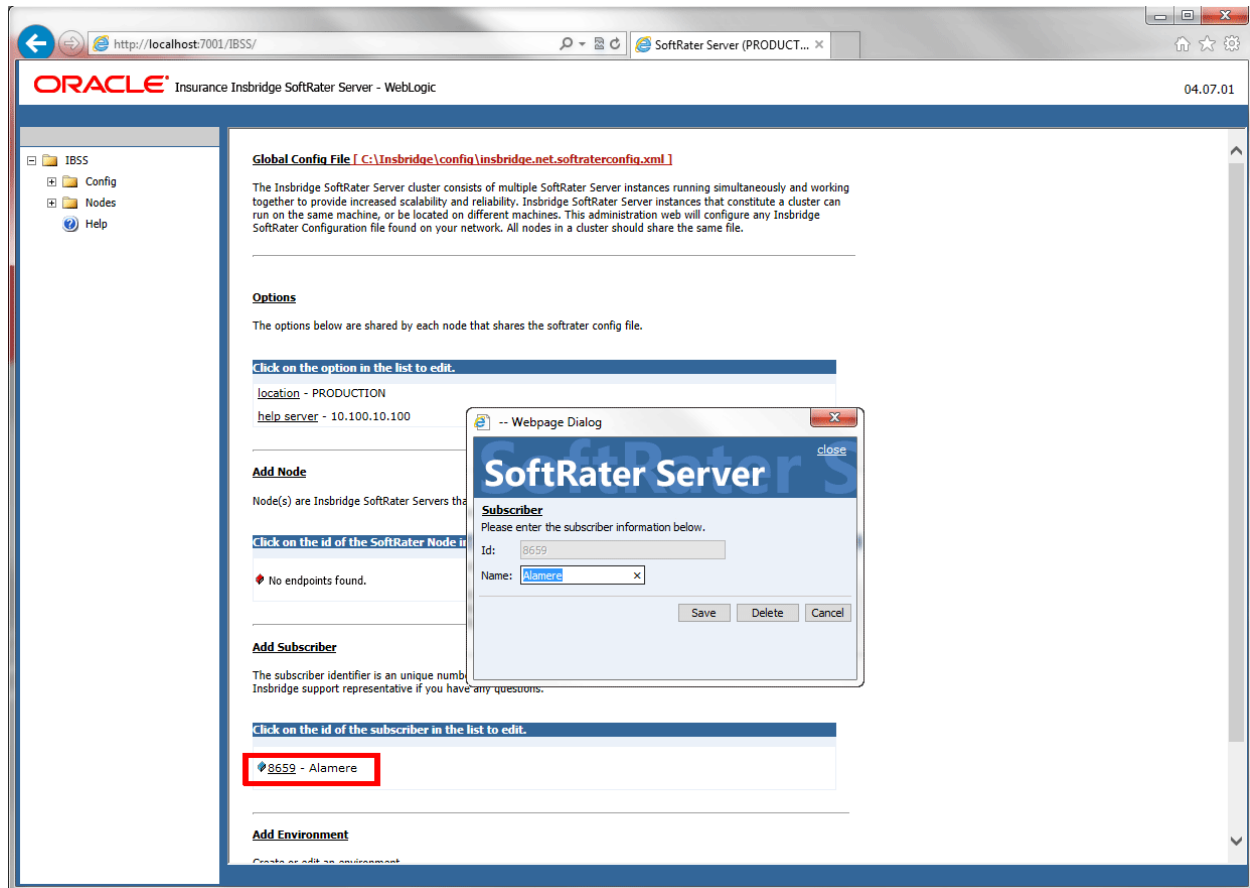 http://localhost:7001/IBSS/
SoftRater Server (PRODUCT...
ORACLE Insurance Insbridge SoftRater Server - WebLogic
04.07.01
IBSS
Config
Nodes
Help
Global Config File [ C:\Insbridge\config\insbridge.net.softraterconfig.xml ]
The Insbridge SoftRater Server cluster consists of multiple SoftRater Server instances running simultaneously and working
together to provide increased scalability and reliability. Insbridge SoftRater Server instances that constitute a cluster can
run on the same machine, or be located on different machines. This administration web will configure any Insbridge
SoftRater Configuration file found on your network. All nodes in a cluster should share the same file.
Options
The options below are shared by each node that shares the softrater config file.
Click on the option in the list to edit.
location - PRODUCTION
help server - 10.100.10.100
Add Node
Node(s) are Insbridge SoftRater Servers tha
Click on the id of the SoftRater Node i
No endpoints found.
Add Subscriber
The subscriber identifier is an unique numb
Insbridge support representative if you have any questions.
Click on the id of the subscriber in the list to edit.
8659 - Alamere
Add Environment
Create or edit an environment
-- Webpage Dialog
close
SoftRater Server
Subscriber
Please enter the subscriber information below.
Id: 8659
Name: Alamere
Save Delete Cancel